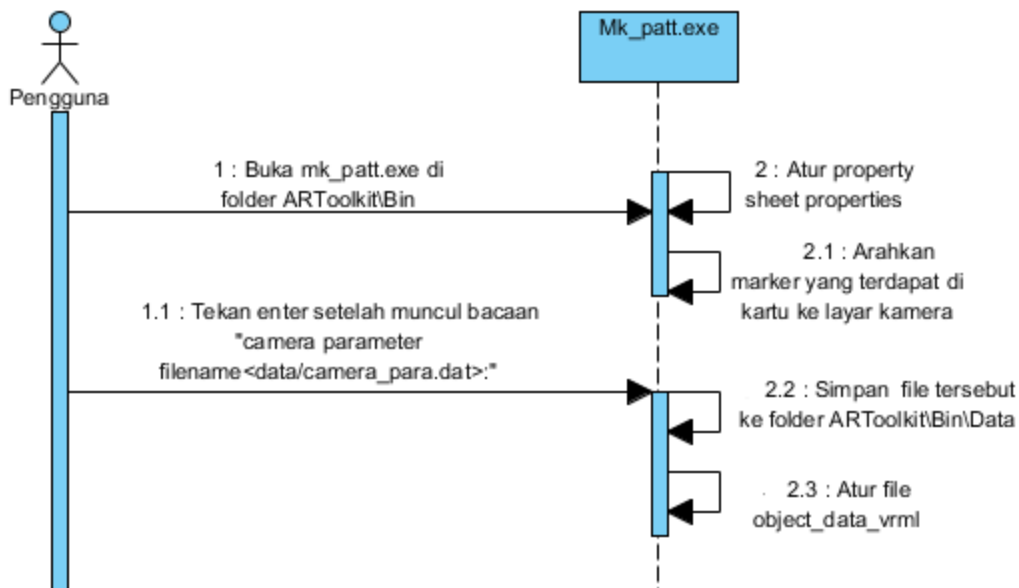 Pengguna
Mk_patt.exe
1 : Buka mk_patt.exe di
folder ARToolkit\Bin
2 : Atur property
sheet properties
2.1 : Arahkan
marker yang terdapat di
kartu ke layar kamera
1.1 : Tekan enter setelah muncul bacaan
"camera parameter
filename<data/camera_para.dat>:"
2.2 : Simpan file tersebut
ke folder ARToolkit\Bin\Data
2.3 : Atur file
object_data_vrml